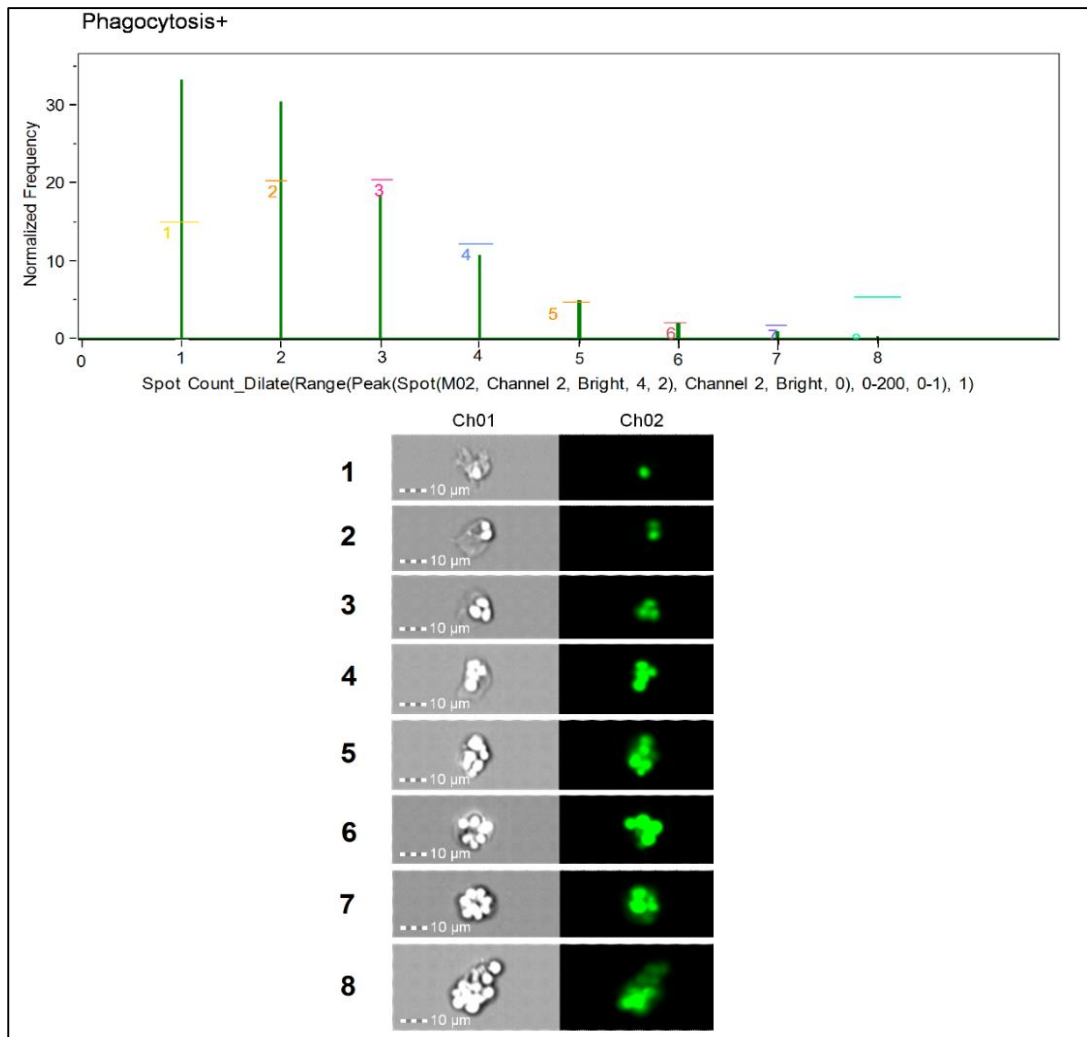 Phagocytosis+
Normalized Frequency
30
20
10
0
1
2
3
4
5
6
7
0 1 2 3 4 5 6 7 8
Spot Count_Dilate(Range(Peak(Spot(M02, Channel 2, Bright, 4, 2), Channel 2, Bright, 0), 0-200, 0-1), 1)
Ch01 Ch02
1 10 µm
2 10 µm
3 10 µm
4 10 µm
5 10 µm
6 10 µm
7 10 µm
8 10 µm